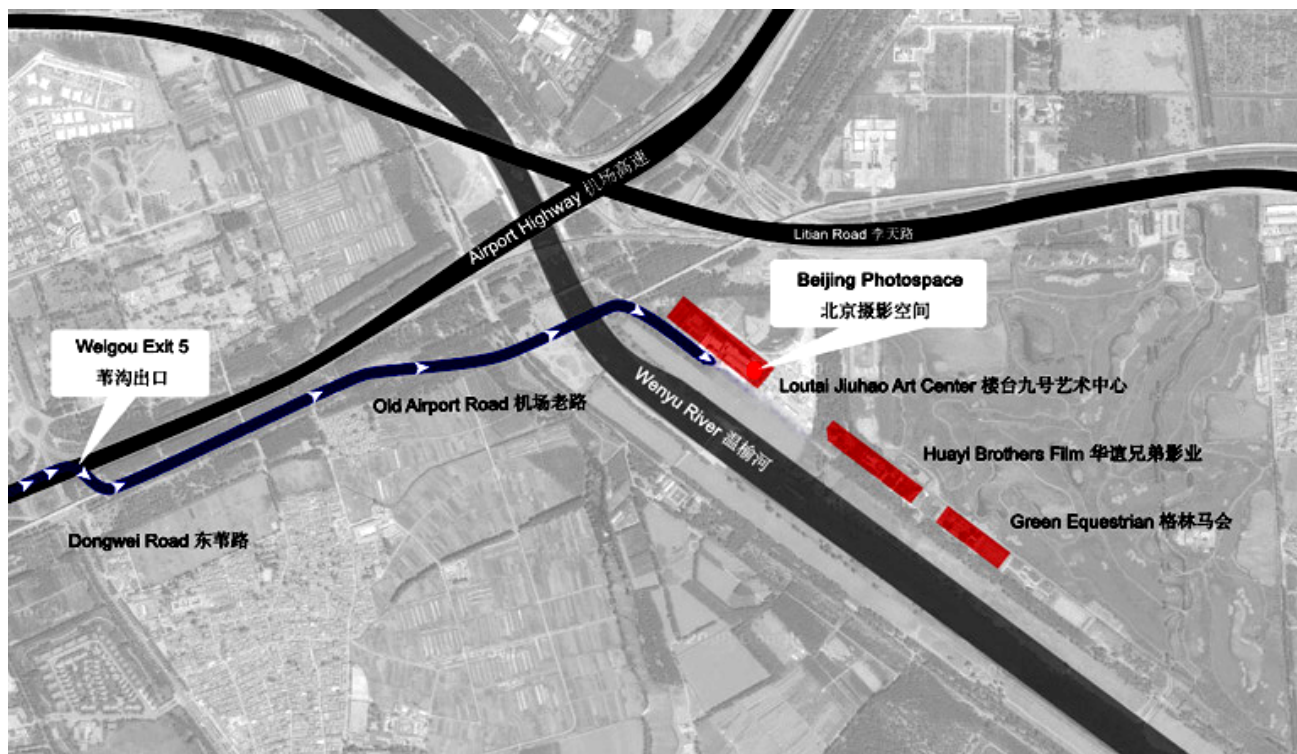 Airport Highway 机场高速
Litian Road 李天路
Beijing Photospace
北京摄影空间
Weigou Exit 5
苇沟出口
Loutai Jiuhao Art Center 楼台九号艺术中心
Old Airport Road 机场老路
Wenyu River 温榆河
Huayi Brothers Film 华谊兄弟影业
Green Equestrian 格林马会
Dongwei Road 东苇路